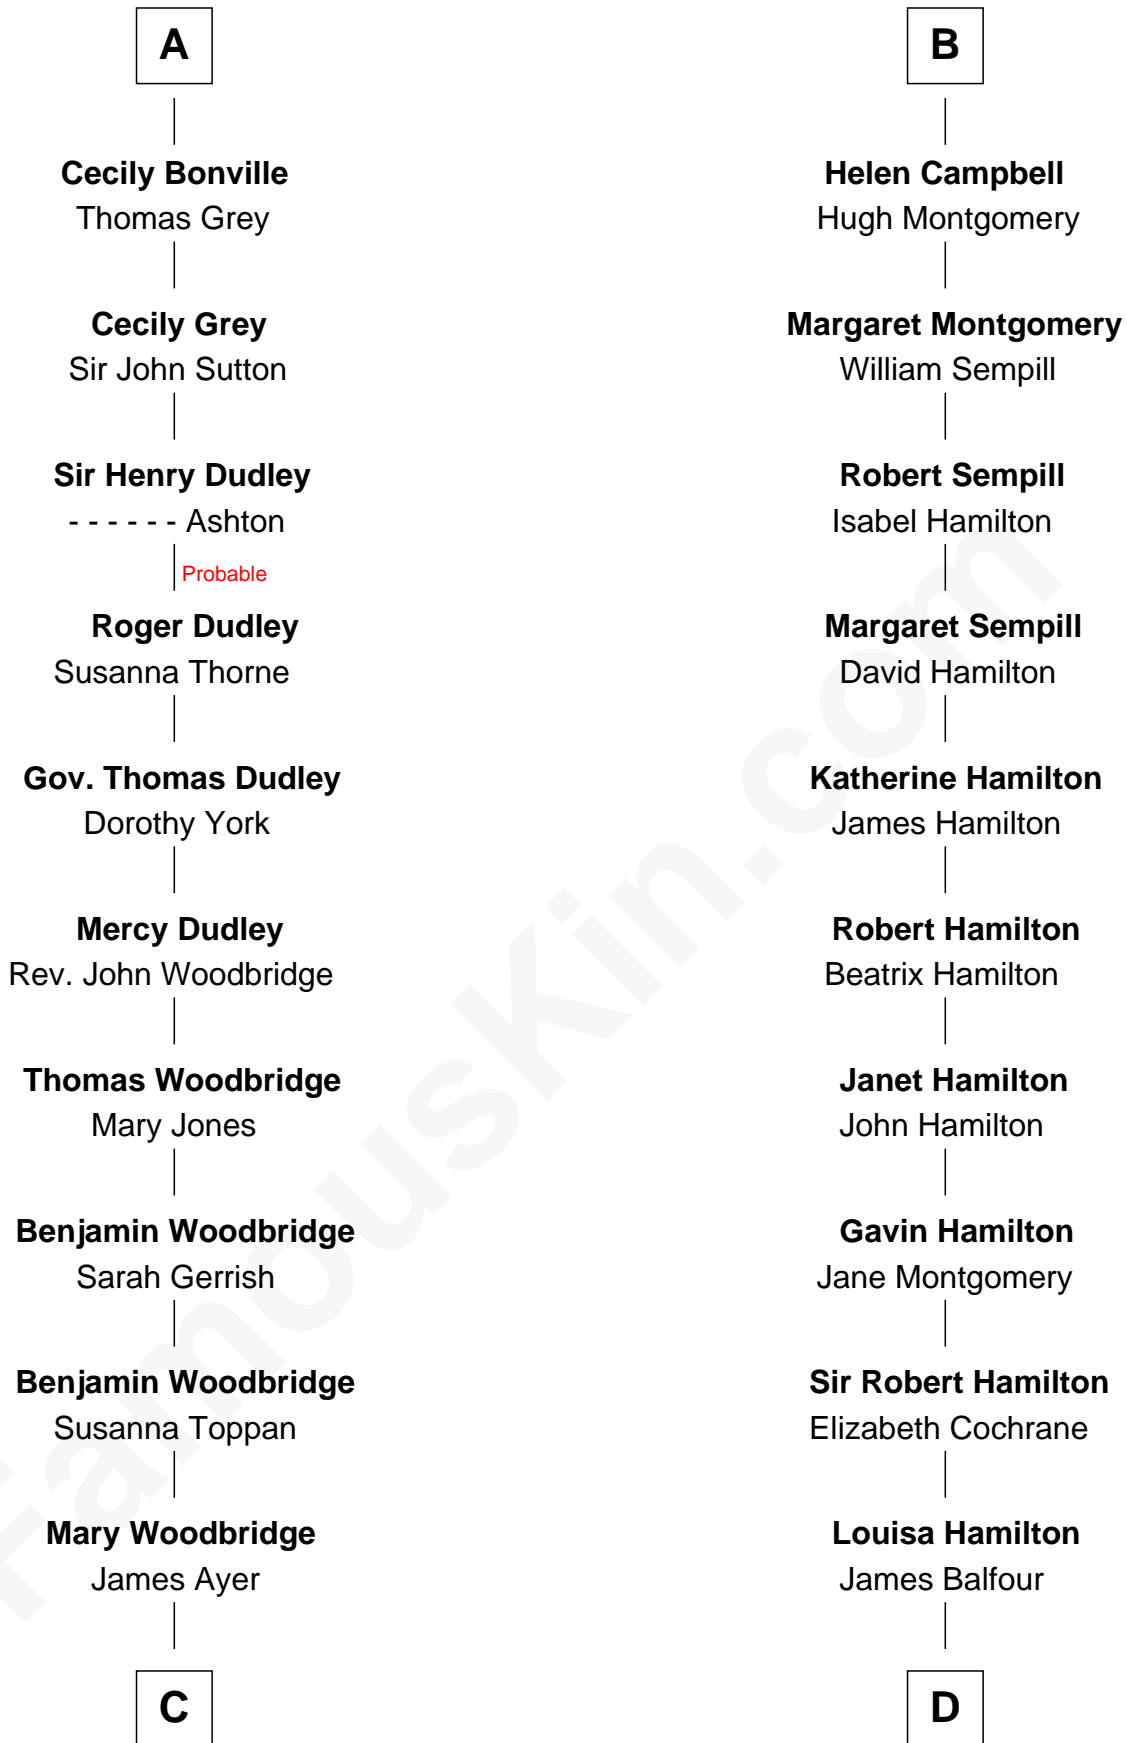 A
Cecily Bonville
Thomas Grey
Cecily Grey
Sir John Sutton
Sir Henry Dudley
- - - - - - Ashton
Probable
Roger Dudley
Susanna Thorne
Gov. Thomas Dudley
Dorothy York
Mercy Dudley
Rev. John Woodbridge
Thomas Woodbridge
Mary Jones
Benjamin Woodbridge
Sarah Gerrish
Benjamin Woodbridge
Susanna Toppan
Mary Woodbridge
James Ayer
C
B
Helen Campbell
Hugh Montgomery
Margaret Montgomery
William Sempill
Robert Sempill
Isabel Hamilton
Margaret Sempill
David Hamilton
Katherine Hamilton
James Hamilton
Robert Hamilton
Beatrix Hamilton
Janet Hamilton
John Hamilton
Gavin Hamilton
Jane Montgomery
Sir Robert Hamilton
Elizabeth Cochrane
Louisa Hamilton
James Balfour
D
FamousKin.com